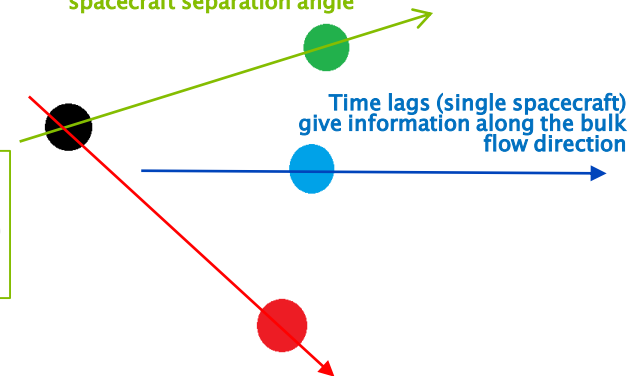 spacecraft separation angle
Time lags (single spacecraft)
give information along the bulk
flow direction